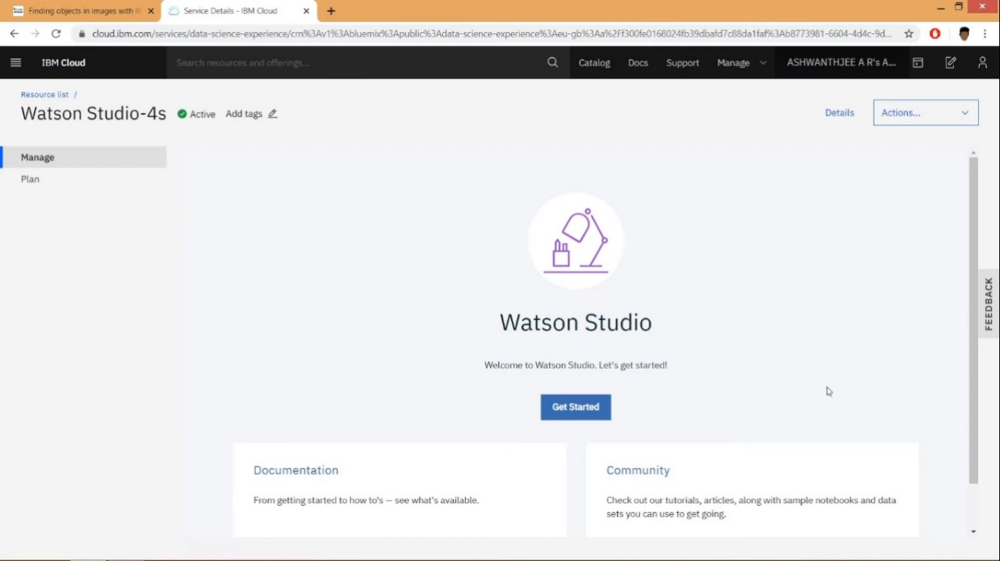 Finding objects in images with IE
Service Details - IBM Cloud
cloud.ibm.com/services/data-science-experience/crn%3Av1%3Abluemix%3Apublic%3Adata-science-experience%3Aeu-gb%3Aa%2Ff300fe0168024fb39dbafd7c88da1faf%3Ab8773981-6604-4d4c-9d...
IBM Cloud
Search resources and offerings...
Catalog
Docs
Support
Manage
ASHWANTHJEE A R's A...
Resource list /
Watson Studio-4s
Active
Add tags
Details
Actions...
Manage
Plan
Watson Studio
Welcome to Watson Studio. Let's get started!
Get Started
FEEDBACK
Documentation
From getting started to how to's — see what's available.
Community
Check out our tutorials, articles, along with sample notebooks and data
sets you can use to get going.